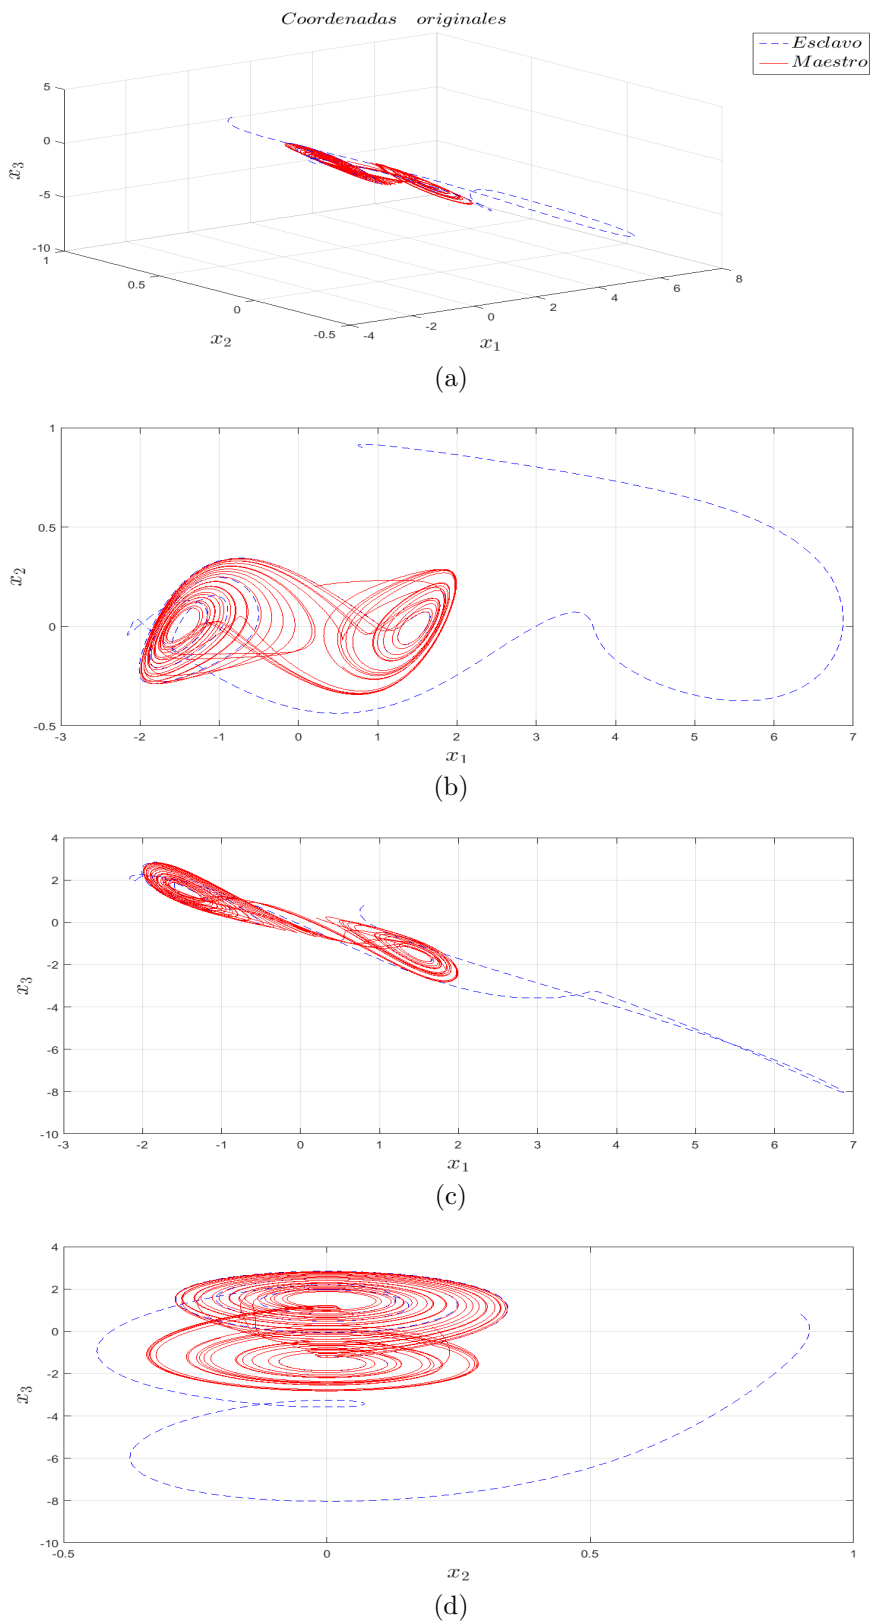 Coordenadas originales
Esclavo
Maestro
5
0
-5
-10
x₃
1
0.5
0
-0.5
x₂
-4
-2
0
2
4
6
8
x₁
(a)
1
0.5
0
-0.5
x₂
-3 -2 -1 0 1 2 3 4 5 6 7
x₁
(b)
4
2
0
-2
-4
-6
-8
-10
x₃
-3 -2 -1 0 1 2 3 4 5 6 7
x₁
(c)
4
2
0
-2
-4
-6
-8
-10
x₃
-0.5 0 0.5 1
x₂
(d)